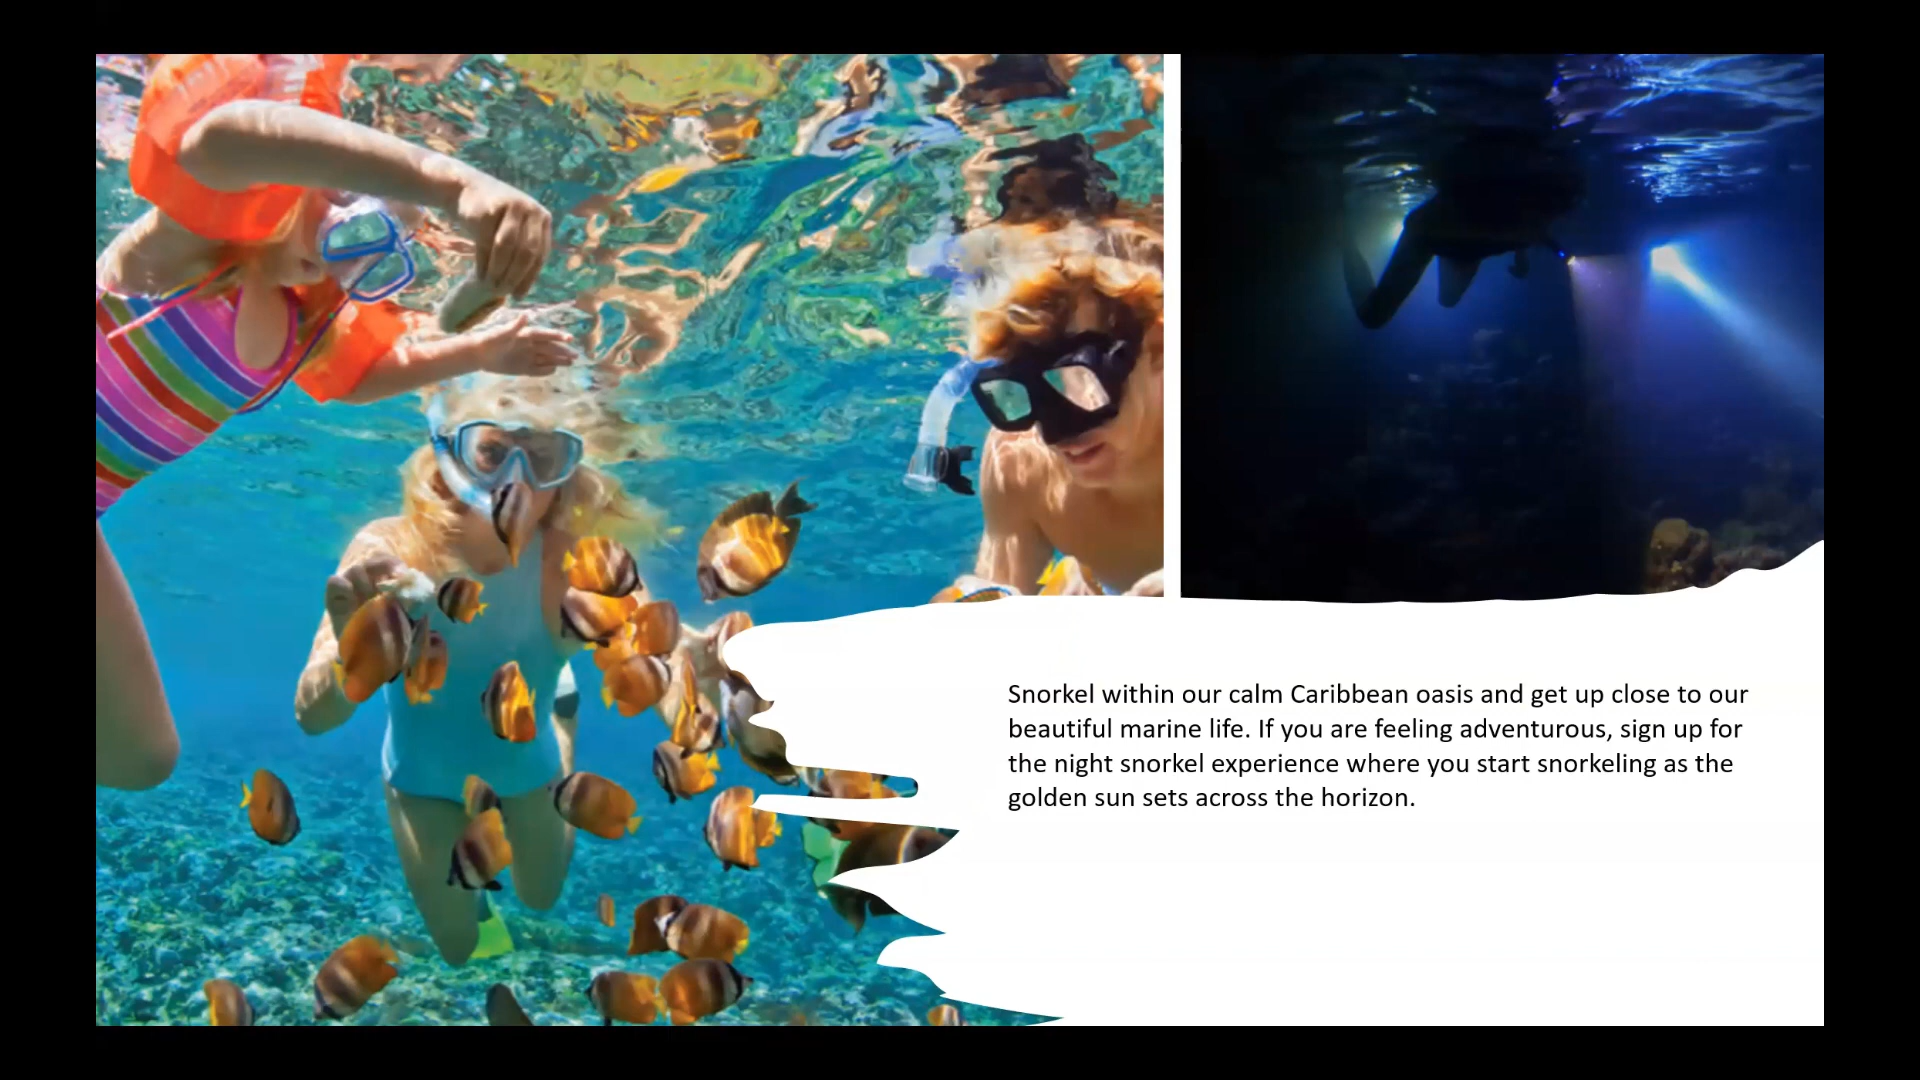 Snorkel within our calm Caribbean oasis and get up close to our
beautiful marine life. If you are feeling adventurous, sign up for
the night snorkel experience where you start snorkeling as the
golden sun sets across the horizon.